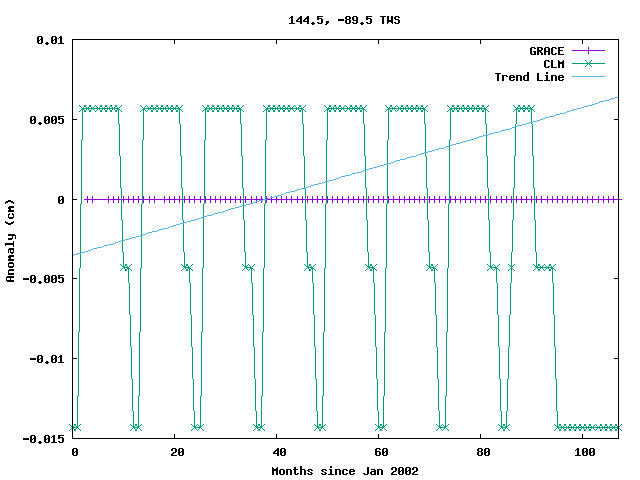 144.5, -89.5 TWS
0.01
GRACE
CLM
Trend Line
0.005
0
Anomaly (cm)
-0.005
-0.01
-0.015
0 20 40 60 80 100
Months since Jan 2002